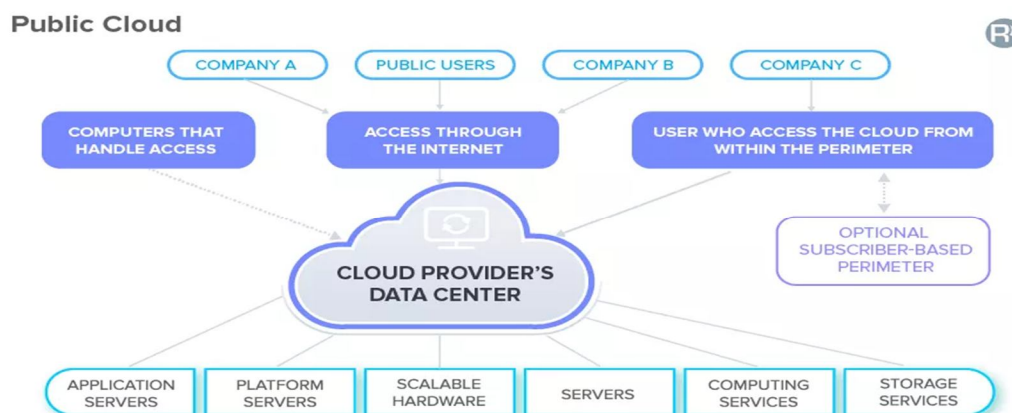 Public Cloud
R
COMPANY A
PUBLIC USERS
COMPANY B
COMPANY C
COMPUTERS THAT
HANDLE ACCESS
ACCESS THROUGH
THE INTERNET
USER WHO ACCESS THE CLOUD FROM
WITHIN THE PERIMETER
OPTIONAL
SUBSCRIBER-BASED
PERIMETER
CLOUD PROVIDER'S
DATA CENTER
APPLICATION
SERVERS
PLATFORM
SERVERS
SCALABLE
HARDWARE
SERVERS
COMPUTING
SERVICES
STORAGE
SERVICES